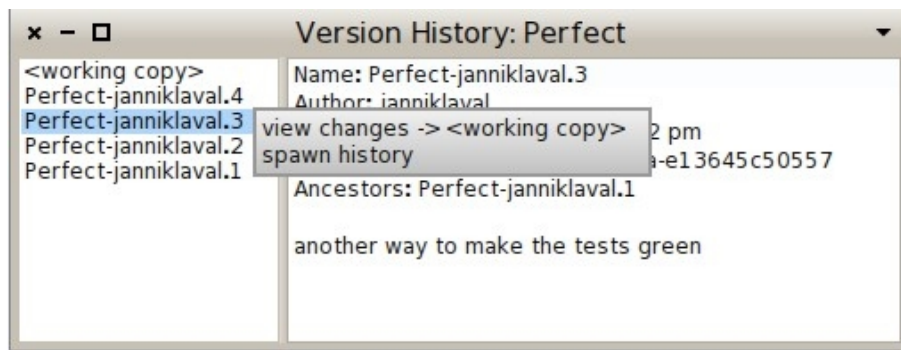 Version History: Perfect
<working copy>
Perfect-janniklaval.4
Perfect-janniklaval.3
Perfect-janniklaval.2
Perfect-janniklaval.1
Name: Perfect-janniklaval.3
Author: janniklaval
view changes -> <working copy>
spawn history
2 pm
-e13645c50557
Ancestors: Perfect-janniklaval.1
another way to make the tests green